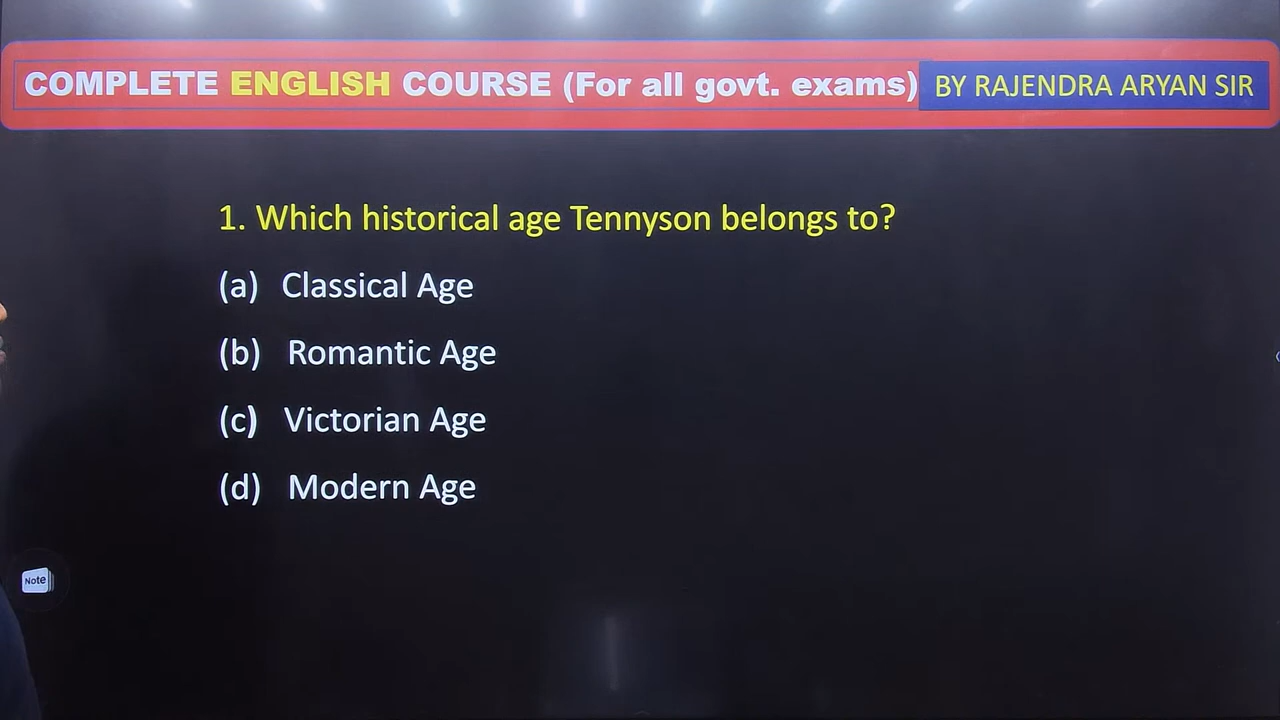 COMPLETE ENGLISH COURSE (For all govt. exams) BY RAJENDRA ARYAN SIR
1. Which historical age Tennyson belongs to?
(a) Classical Age
(b) Romantic Age
(c) Victorian Age
(d) Modern Age
Note